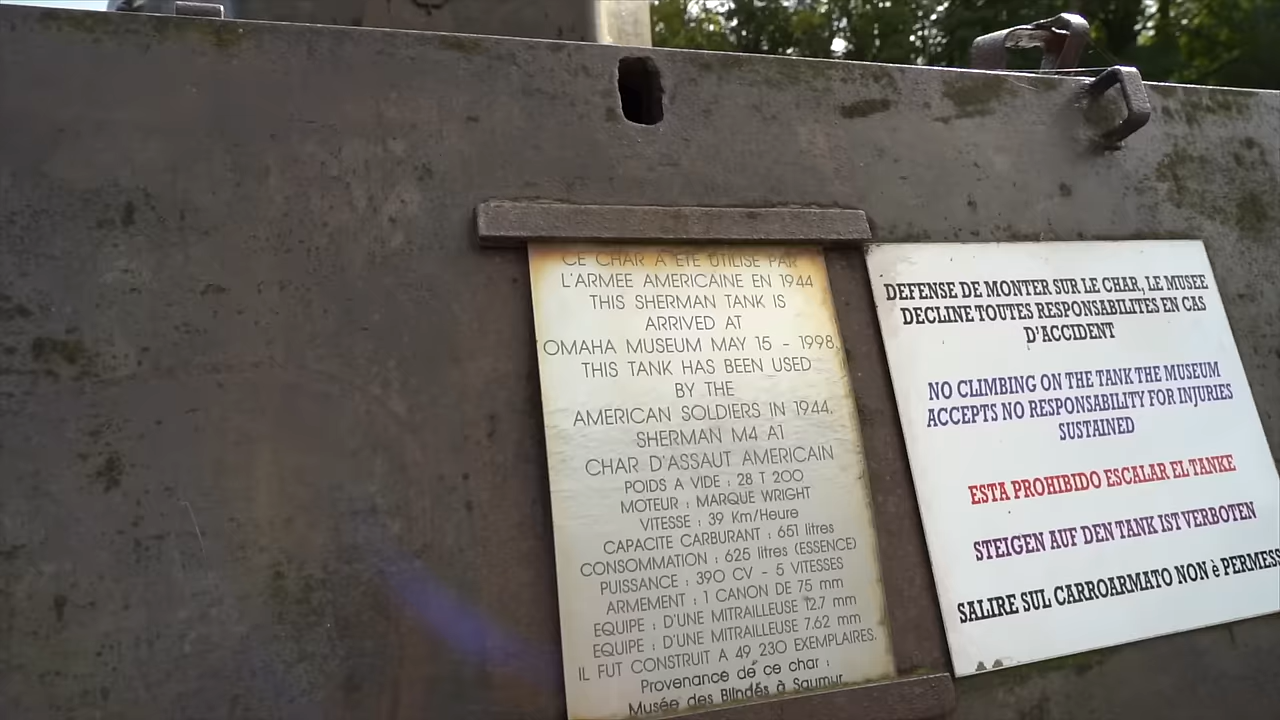 CE CHAR A ETE UTILISE PAR
L'ARMEE AMERICAINE EN 1944
THIS SHERMAN TANK IS
ARRIVED AT
OMAHA MUSEUM MAY 15 - 1998.
THIS TANK HAS BEEN USED
BY THE
AMERICAN SOLDIERS IN 1944.
SHERMAN M4 A1
CHAR D'ASSAUT AMERICAIN
POIDS A VIDE : 28 T 200
MOTEUR : MARQUE WRIGHT
VITESSE : 39 Km/Heure
CAPACITE CARBURANT : 651 litres
CONSOMMATION : 625 litres (ESSENCE)
PUISSANCE : 390 CV - 5 VITESSES
ARMEMENT : 1 CANON DE 75 mm
EQUIPE : D'UNE MITRAILLEUSE 12.7 mm
EQUIPE : D'UNE MITRAILLEUSE 7.62 mm
IL FUT CONSTRUIT A 49 230 EXEMPLAIRES.
Provenance de ce char :
Musée des Blindés à Saumur
DEFENSE DE MONTER SUR LE CHAR, LE MUSEE
DECLINE TOUTES RESPONSABILITES EN CAS
D'ACCIDENT
NO CLIMBING ON THE TANK THE MUSEUM
ACCEPTS NO RESPONSABILITY FOR INJURIES
SUSTAINED
ESTA PROHIBIDO ESCALAR EL TANKE
STEIGEN AUF DEN TANK IST VERBOTEN
SALIRE SUL CARROARMATO NON è PERMESS